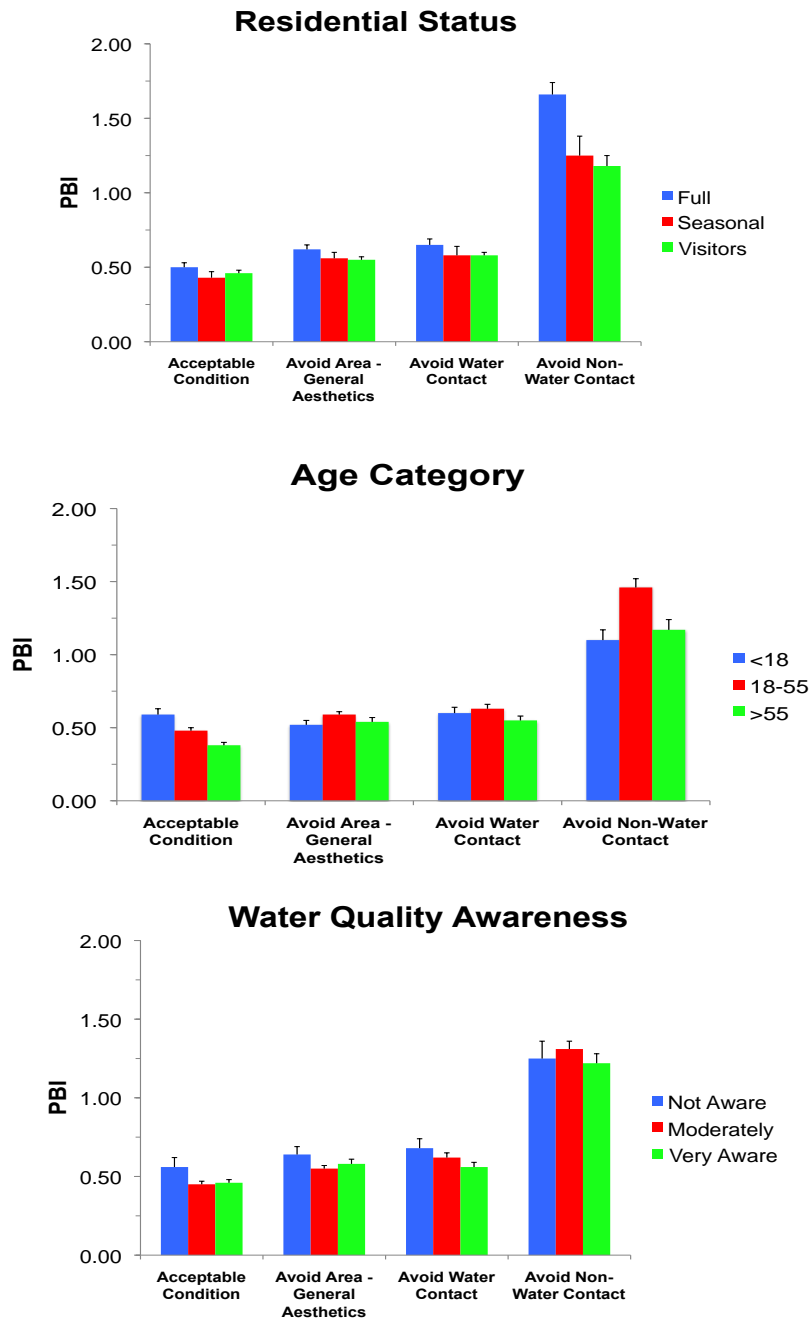 Residential Status
2.00
1.50
1.00
0.50
0.00
PBI
Full
Seasonal
Visitors
Acceptable
Condition
Avoid Area -
General
Aesthetics
Avoid Water
Contact
Avoid Non-
Water Contact
Age Category
2.00
1.50
1.00
0.50
0.00
PBI
<18
18-55
>55
Acceptable
Condition
Avoid Area -
General
Aesthetics
Avoid Water
Contact
Avoid Non-Water
Contact
Water Quality Awareness
2.00
1.50
1.00
0.50
0.00
PBI
Not Aware
Moderately
Very Aware
Acceptable
Condition
Avoid Area -
General
Aesthetics
Avoid Water
Contact
Avoid Non-
Water Contact